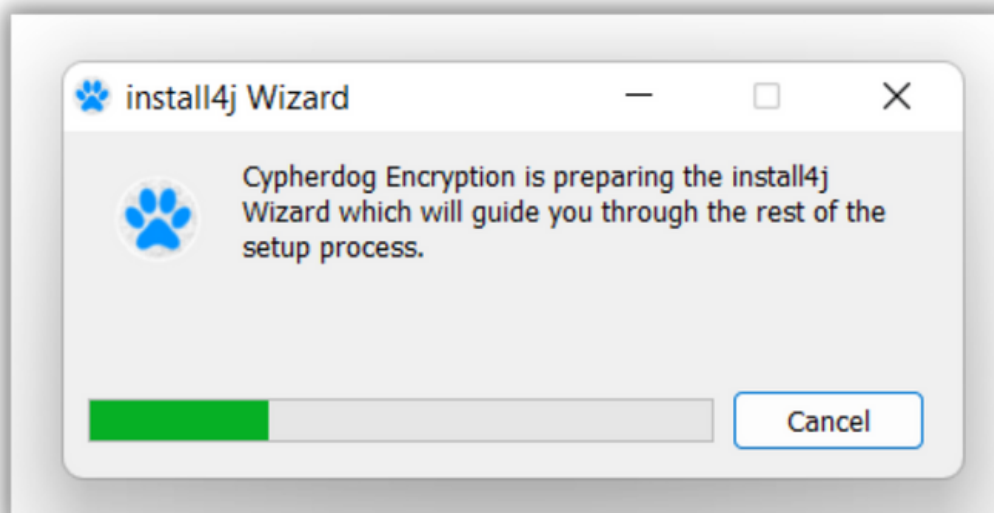 install4j Wizard
Cypherdog Encryption is preparing the install4j
Wizard which will guide you through the rest of the
setup process.
Cancel